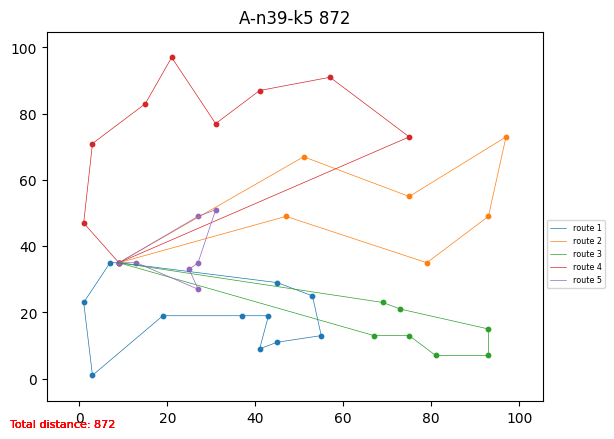 A-n39-k5 872
100
80
60
40
20
0
0 20 40 60 80 100
route 1
route 2
route 3
route 4
route 5
Total distance: 872